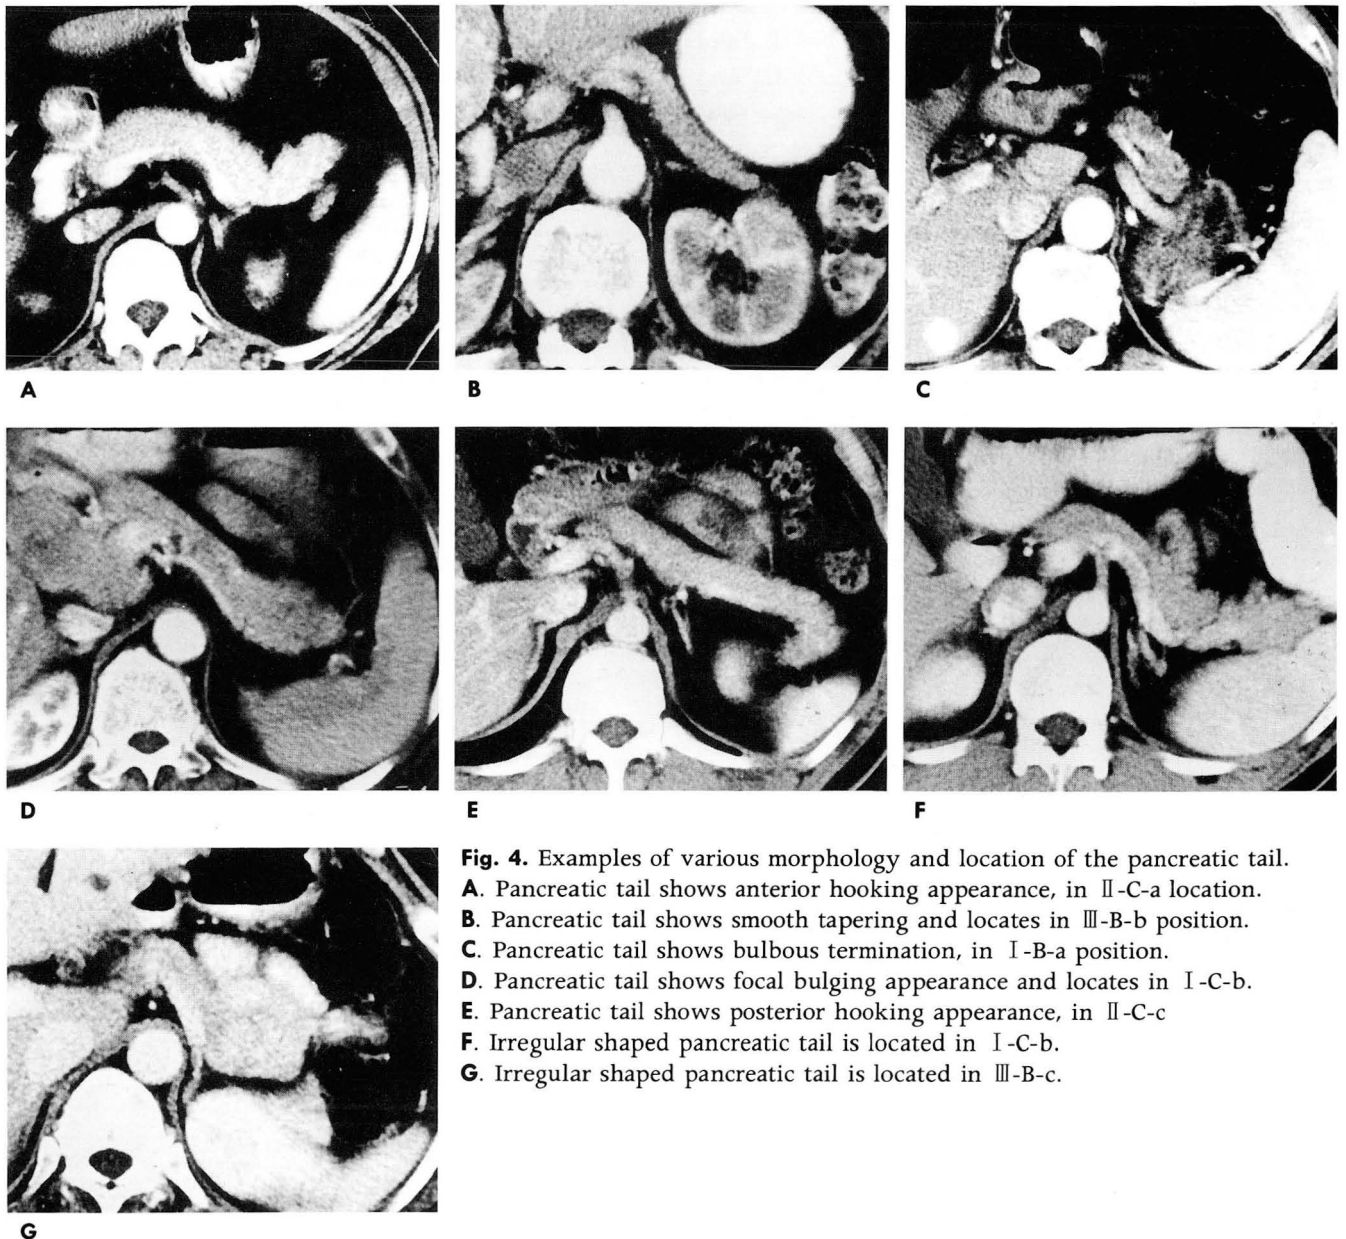 A
B
C
D
E
F
Fig. 4. Examples of various morphology and location of the pancreatic tail.
A. Pancreatic tail shows anterior hooking appearance, in Ⅱ-C-a location.
B. Pancreatic tail shows smooth tapering and locates in Ⅲ-B-b position.
C. Pancreatic tail shows bulbous termination, in Ⅰ-B-a position.
D. Pancreatic tail shows focal bulging appearance and locates in Ⅰ-C-b.
E. Pancreatic tail shows posterior hooking appearance, in Ⅱ-C-c
F. Irregular shaped pancreatic tail is located in Ⅰ-C-b.
G. Irregular shaped pancreatic tail is located in Ⅲ-B-c.
G